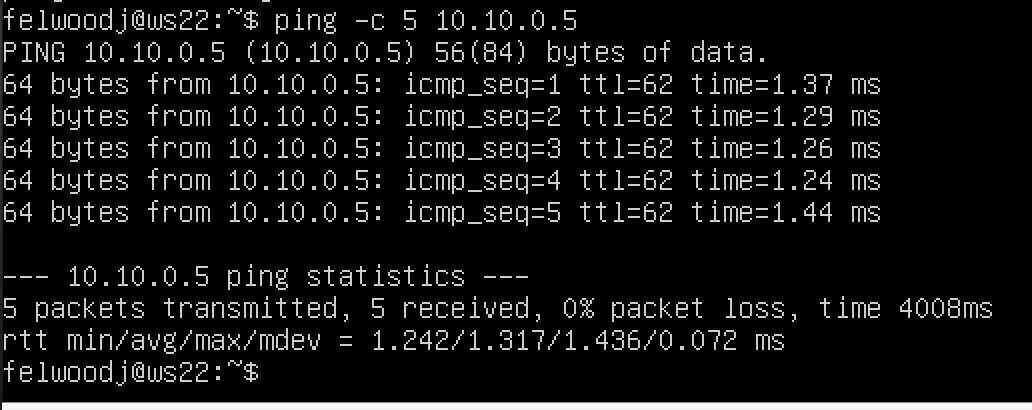 felwoodj@ws22:~$ ping -c 5 10.10.0.5
PING 10.10.0.5 (10.10.0.5) 56(84) bytes of data.
64 bytes from 10.10.0.5: icmp_seq=1 ttl=62 time=1.37 ms
64 bytes from 10.10.0.5: icmp_seq=2 ttl=62 time=1.29 ms
64 bytes from 10.10.0.5: icmp_seq=3 ttl=62 time=1.26 ms
64 bytes from 10.10.0.5: icmp_seq=4 ttl=62 time=1.24 ms
64 bytes from 10.10.0.5: icmp_seq=5 ttl=62 time=1.44 ms
--- 10.10.0.5 ping statistics ---
5 packets transmitted, 5 received, 0% packet loss, time 4008ms
rtt min/avg/max/mdev = 1.242/1.317/1.436/0.072 ms
felwoodj@ws22:~$